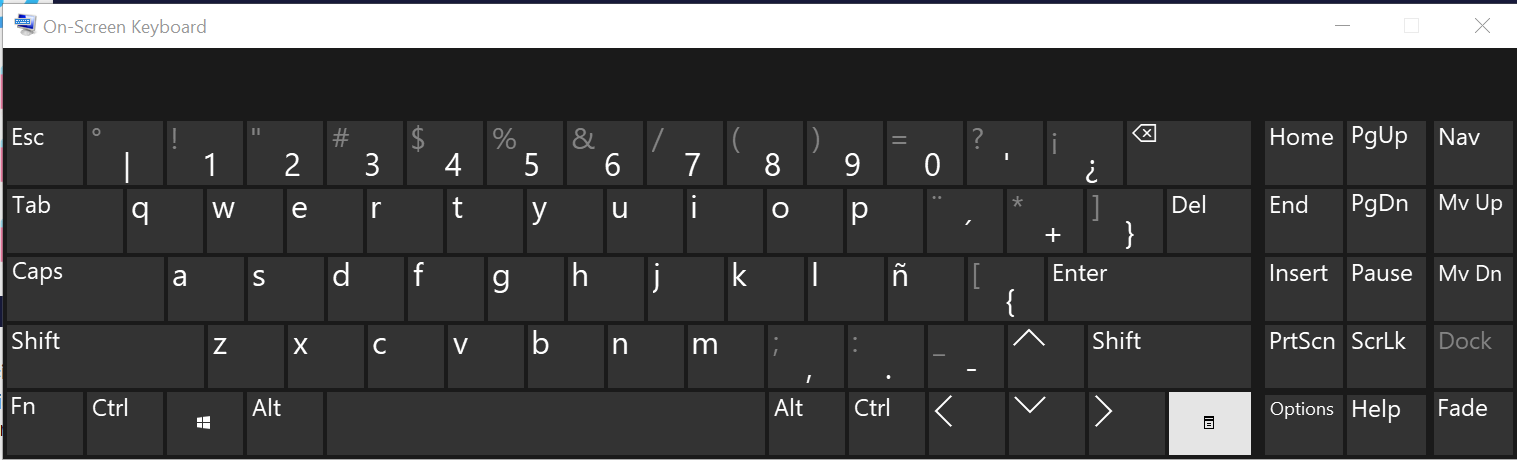 On-Screen Keyboard
Esc ° | ! 1 " 2 # 3 $ 4 % 5 & 6 / 7 ( 8 ) 9 = 0 ? ' ¡ ¿ Home PgUp Nav
Tab q w e r t y u i o p ¨ ´ * + ] } Del End PgDn Mv Up
Caps a s d f g h j k l ñ [ { Enter Insert Pause Mv Dn
Shift z x c v b n m ; , : . _ - Shift PrtScn ScrLk Dock
Fn Ctrl Alt Alt Ctrl Options Help Fade